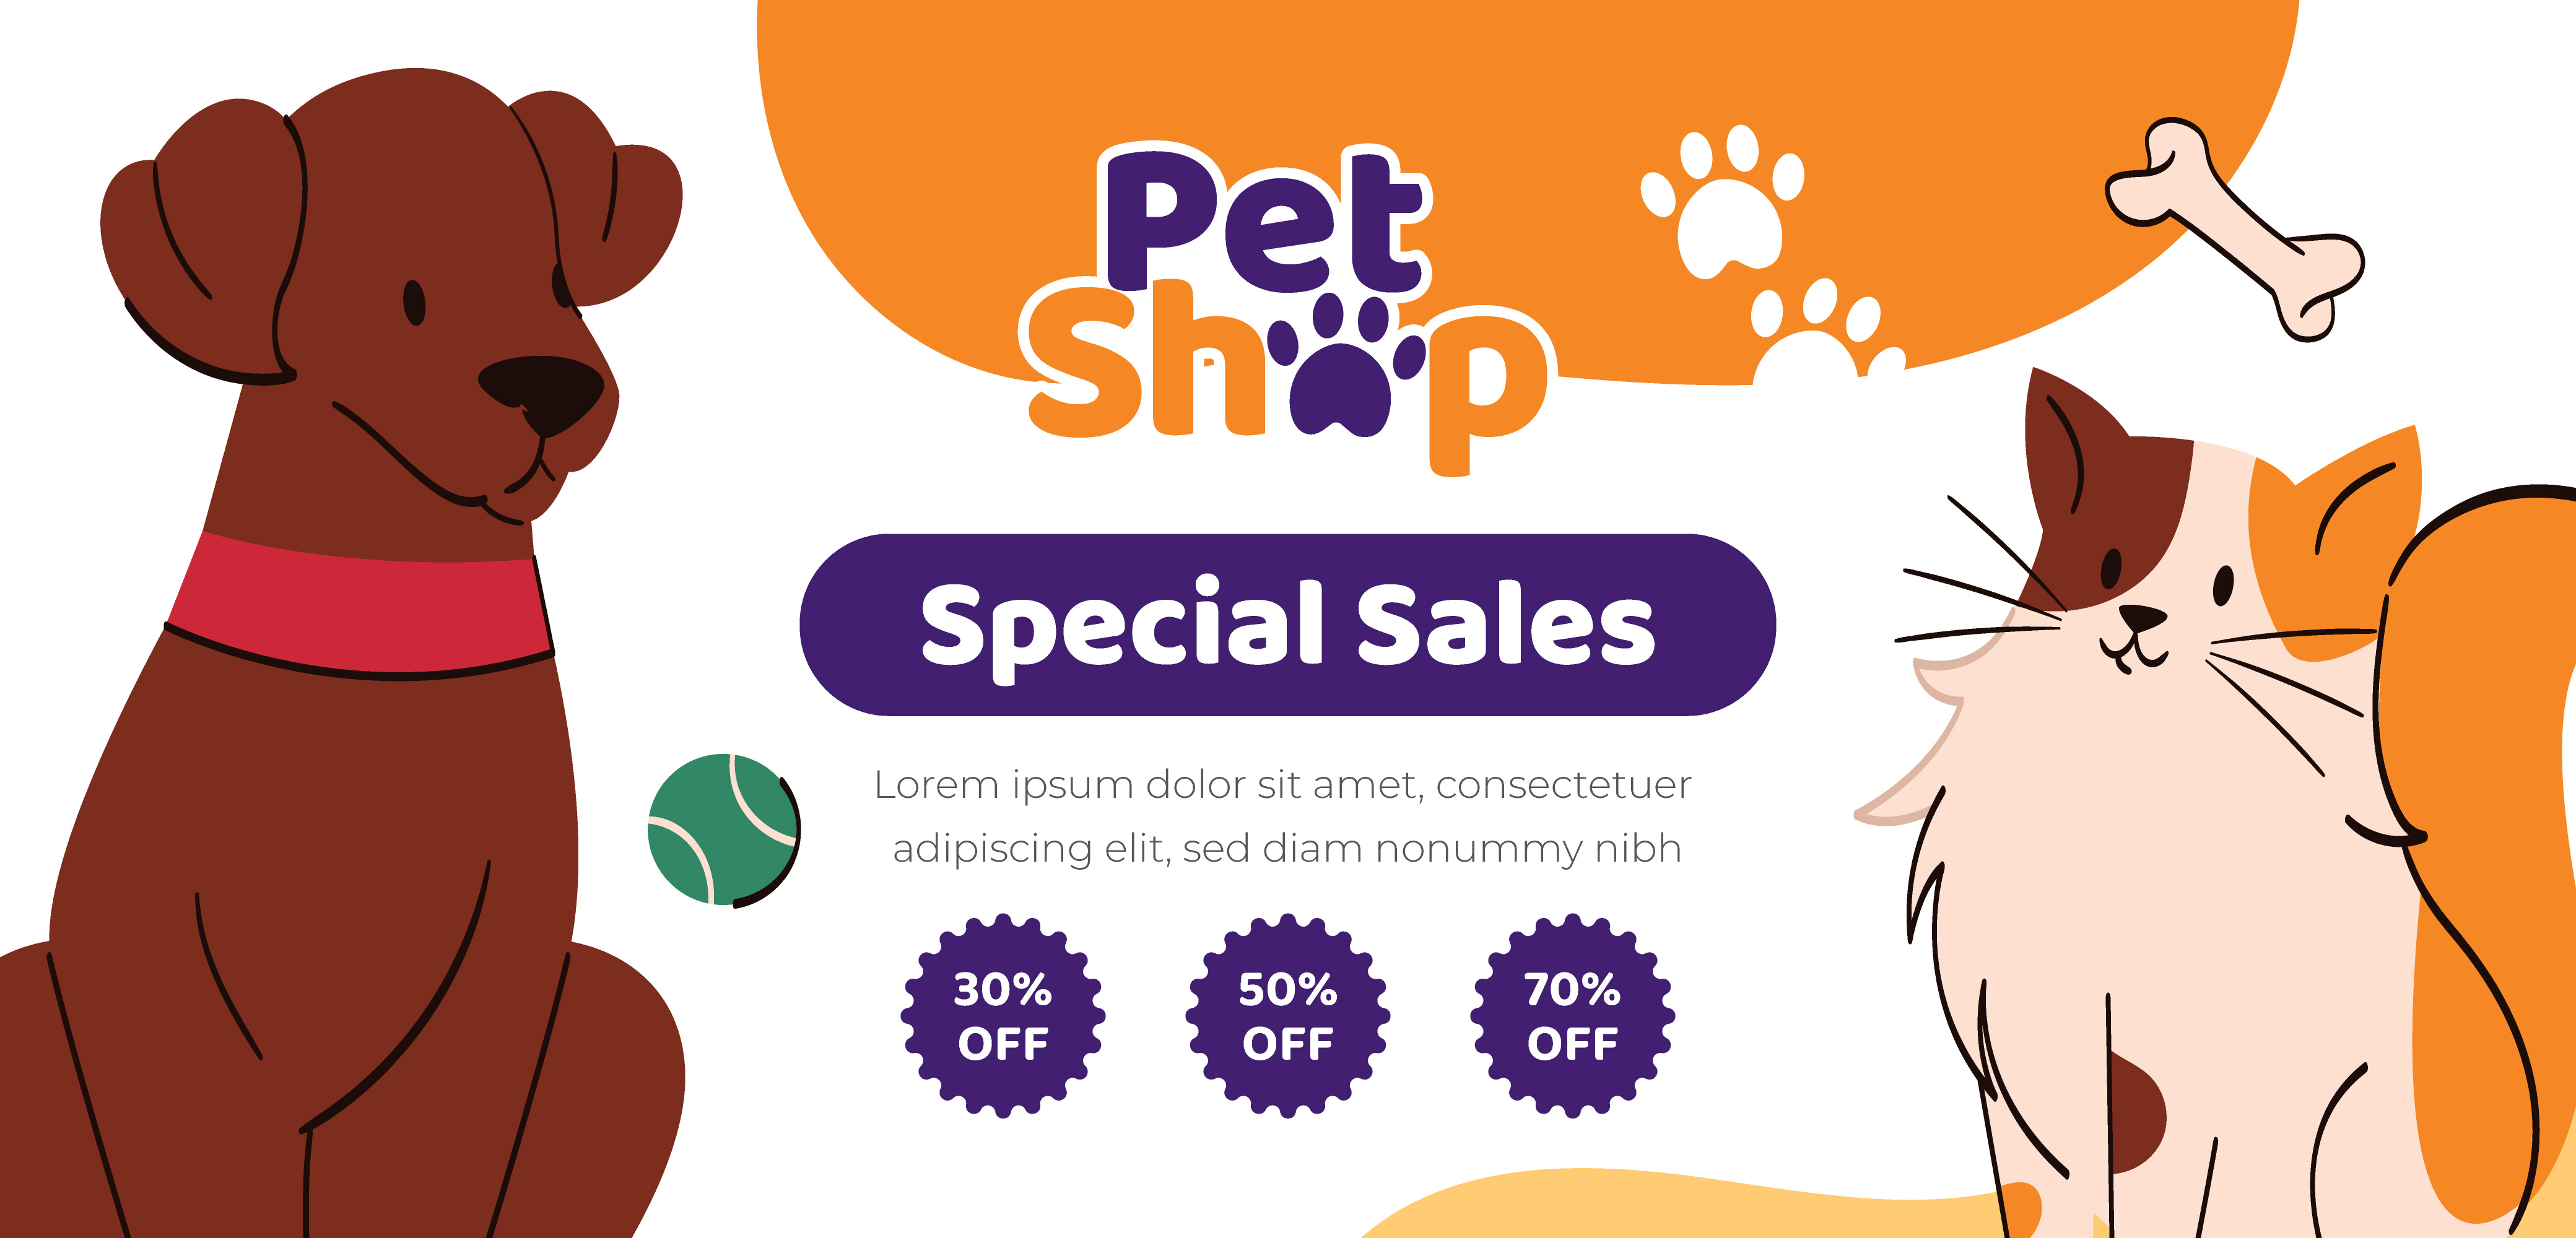 Pet
Shop
Special Sales
Lorem ipsum dolor sit amet, consectetuer
adipiscing elit, sed diam nonummy nibh
30%
OFF
50%
OFF
70%
OFF